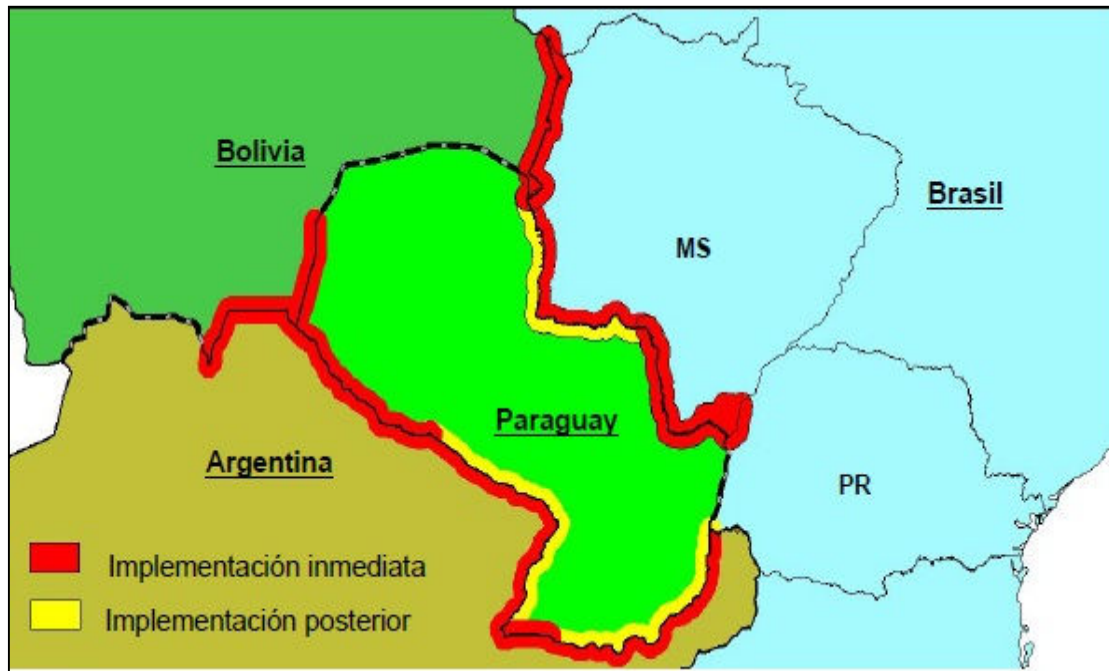 Bolivia
Brasil
MS
Paraguay
Argentina
PR
Implementación inmediata
Implementación posterior